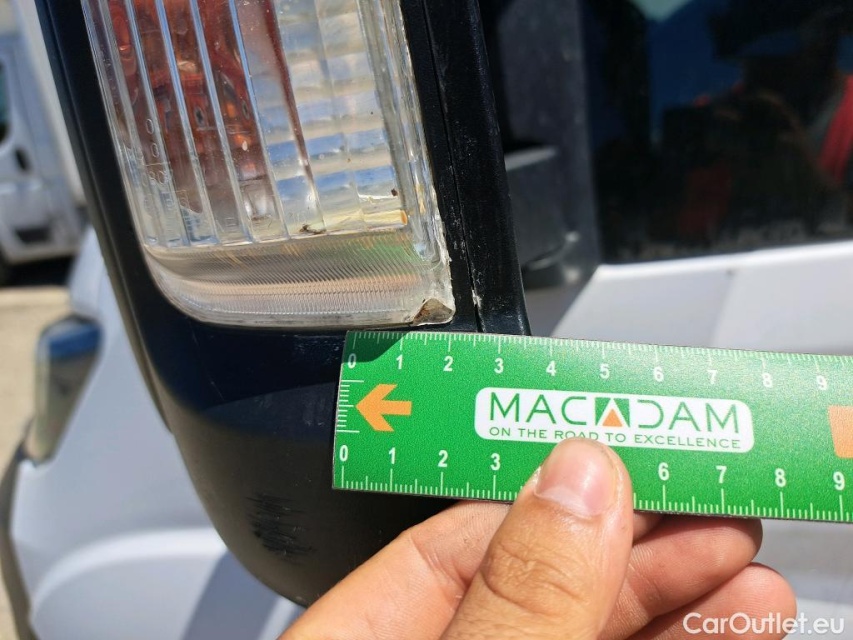 0 1 2 3 4 5 6 7 8 9
MACADAM
ON THE ROAD TO EXCELLENCE
0 1 2 3 6 7 8 9
CarOutlet.eu